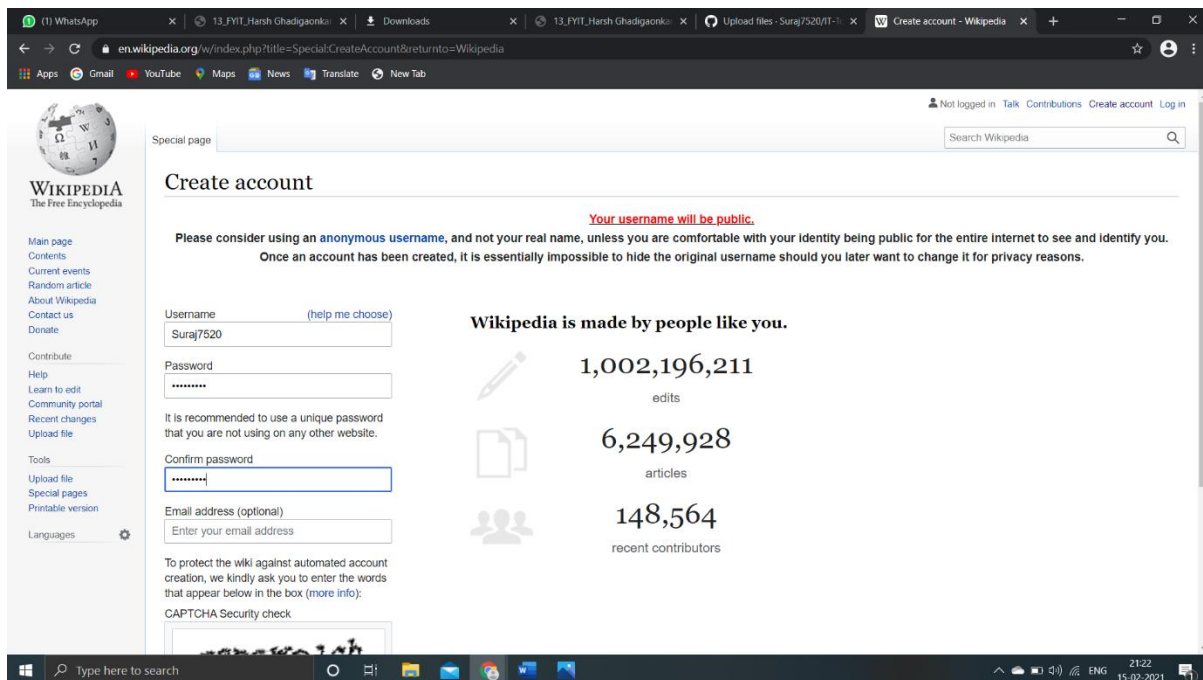 (1) WhatsApp
13_FYIT_Harsh Ghadigaonkar
Downloads
13_FYIT_Harsh Ghadigaonkar
Upload files · Suraj7520/IT-T
Create account - Wikipedia
en.wikipedia.org/w/index.php?title=Special:CreateAccount&returnto=Wikipedia
Apps Gmail YouTube Maps News Translate New Tab
Not logged in Talk Contributions Create account Log in
Special page
Search Wikipedia
WIKIPEDIA
The Free Encyclopedia
Main page
Contents
Current events
Random article
About Wikipedia
Contact us
Donate
Contribute
Help
Learn to edit
Community portal
Recent changes
Upload file
Tools
Upload file
Special pages
Printable version
Languages
Create account
Your username will be public.
Please consider using an anonymous username, and not your real name, unless you are comfortable with your identity being public for the entire internet to see and identify you.
Once an account has been created, it is essentially impossible to hide the original username should you later want to change it for privacy reasons.
Username (help me choose)
Suraj7520
Password
•••••••••
It is recommended to use a unique password
that you are not using on any other website.
Confirm password
•••••••••
Email address (optional)
Enter your email address
To protect the wiki against automated account
creation, we kindly ask you to enter the words
that appear below in the box (more info):
CAPTCHA Security check
Wikipedia is made by people like you.
1,002,196,211
edits
6,249,928
articles
148,564
recent contributors
Type here to search
ENG
21:22
15-02-2021